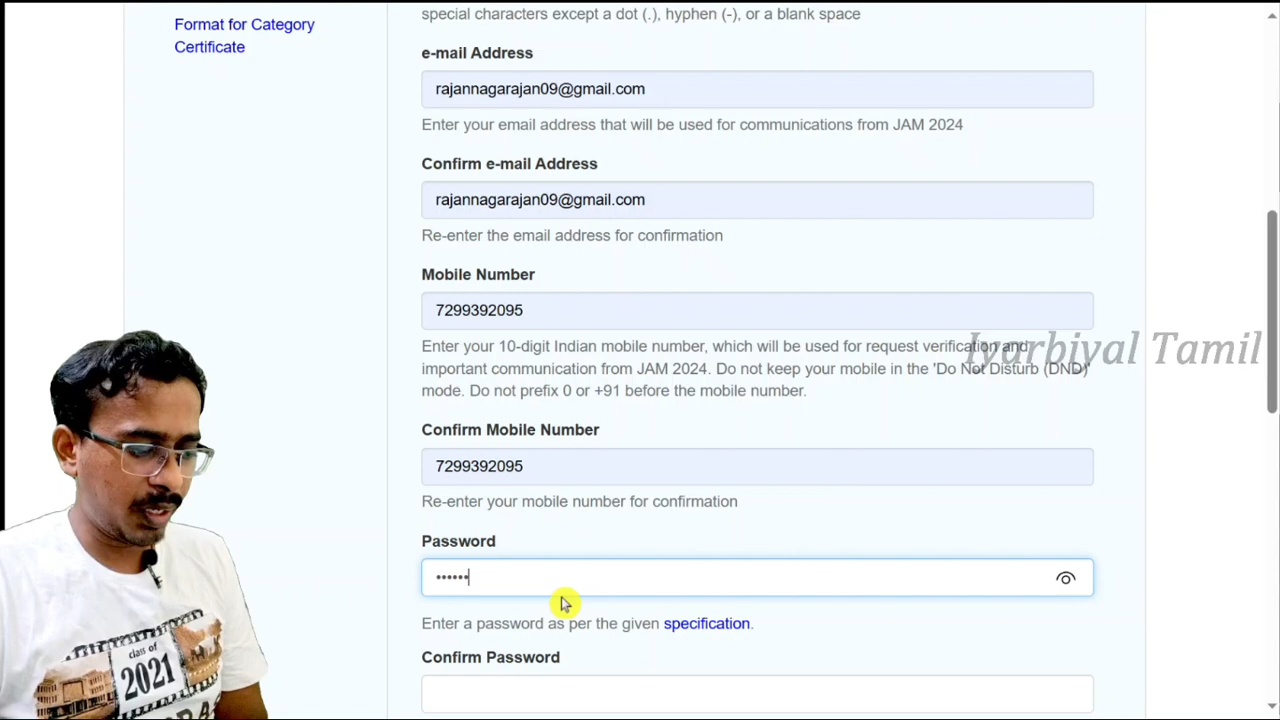 Format for Category
Certificate
special characters except a dot (.), hyphen (-), or a blank space
e-mail Address
rajannagarajan09@gmail.com
Enter your email address that will be used for communications from JAM 2024
Confirm e-mail Address
rajannagarajan09@gmail.com
Re-enter the email address for confirmation
Mobile Number
7299392095
Enter your 10-digit Indian mobile number, which will be used for request verification and
important communication from JAM 2024. Do not keep your mobile in the 'Do Not Disturb (DND)'
mode. Do not prefix 0 or +91 before the mobile number.
Iyarbiyal Tamil
Confirm Mobile Number
7299392095
Re-enter your mobile number for confirmation
Password
••••••
Enter a password as per the given specification.
Confirm Password
class of
2021